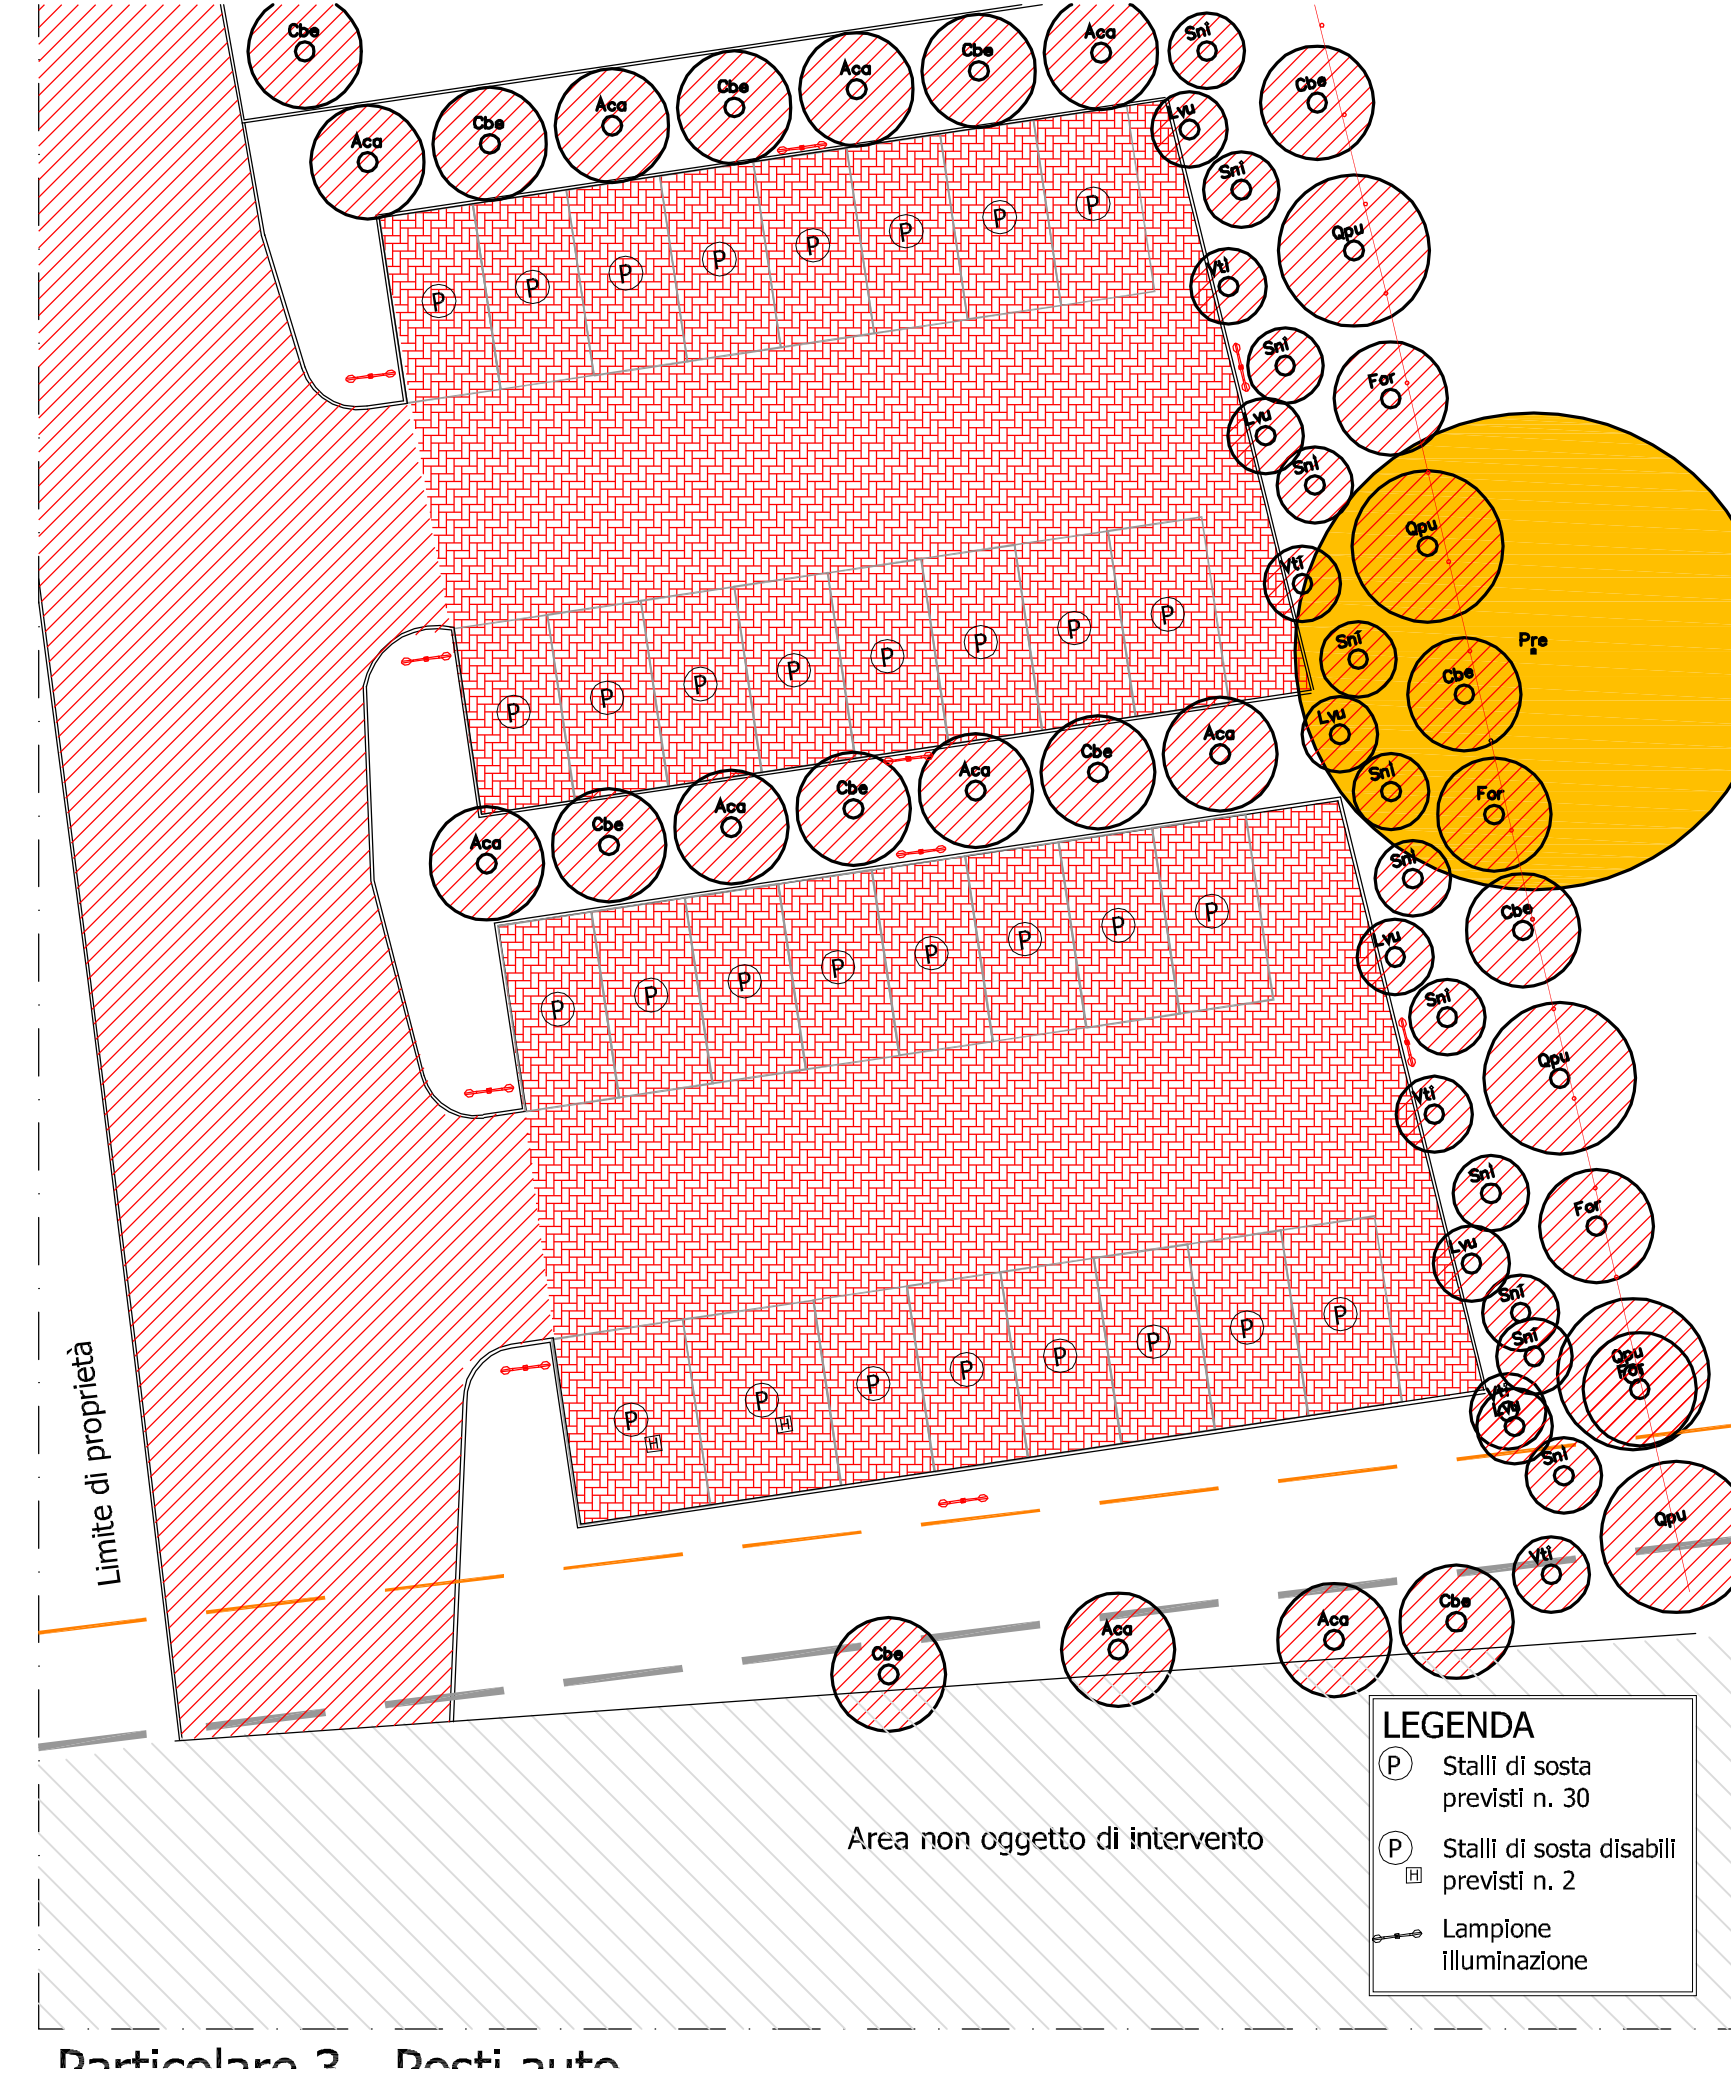 Cbe
Aca
Cbe
Aca
Cbe
Aca
Cbe
Aca
Sni
Cbe
Lvu
Sni
Qpu
Vti
P
P
P
P
P
P
P
P
Sni
For
Lvu
Sni
Qpu
Vti
Sni
Pre
Cbe
Lvu
Sni
For
P
P
P
P
P
P
P
P
Aca
Cbe
Aca
Cbe
Aca
Cbe
Aca
Sni
Cbe
Lvu
Sni
Qpu
Vti
P
P
P
P
P
P
P
P
Sni
For
Lvu
Sni
Sni
Qpu
For
Vti
Lvu
Sni
Qpu
Vti
P
H
P
H
P
P
P
P
P
P
Limite di proprietà
Cbe
Aca
Aca
Cbe
LEGENDA
P Stalli di sosta
previsti n. 30
P Stalli di sosta disabili
H previsti n. 2
Lampione
illuminazione
Area non oggetto di intervento
Particolare 3 - Posti auto